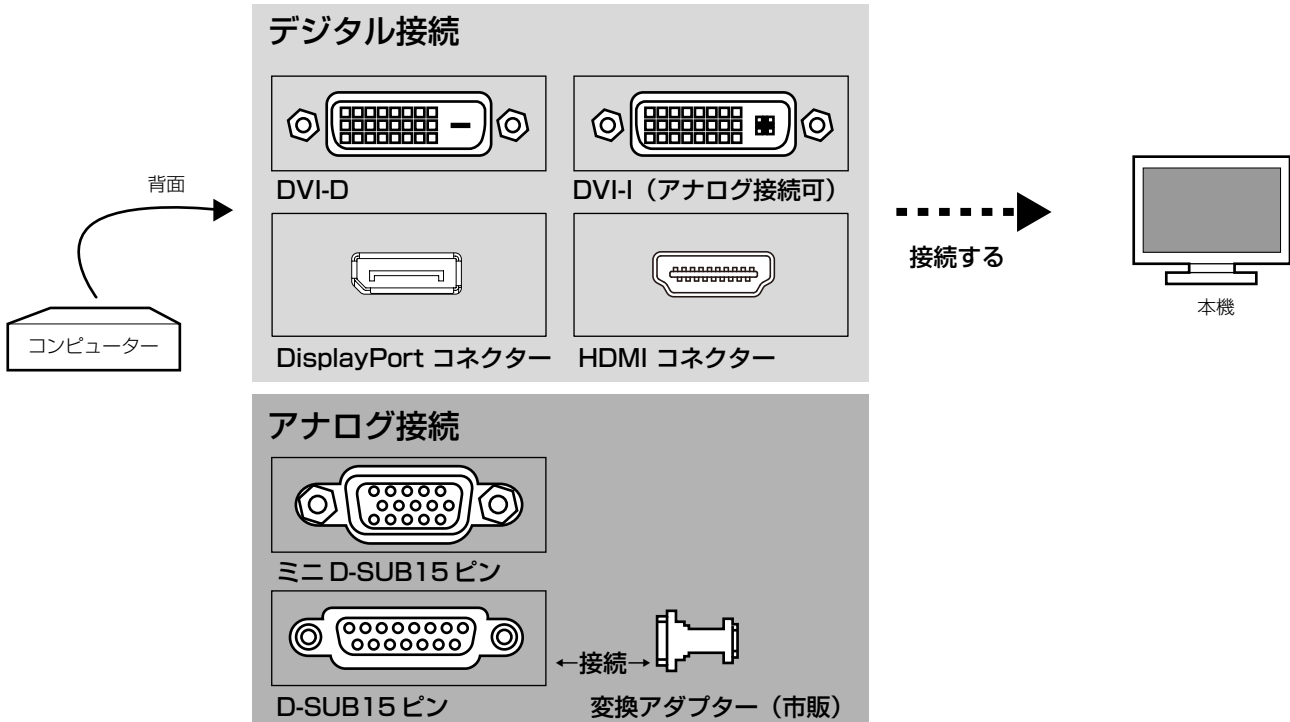 デジタル接続
DVI-D
DVI-I（アナログ接続可）
背面
DisplayPort コネクター
HDMI コネクター
コンピューター
接続する
本機
アナログ接続
ミニ D-SUB15 ピン
←接続→
D-SUB15 ピン
変換アダプター（市販）